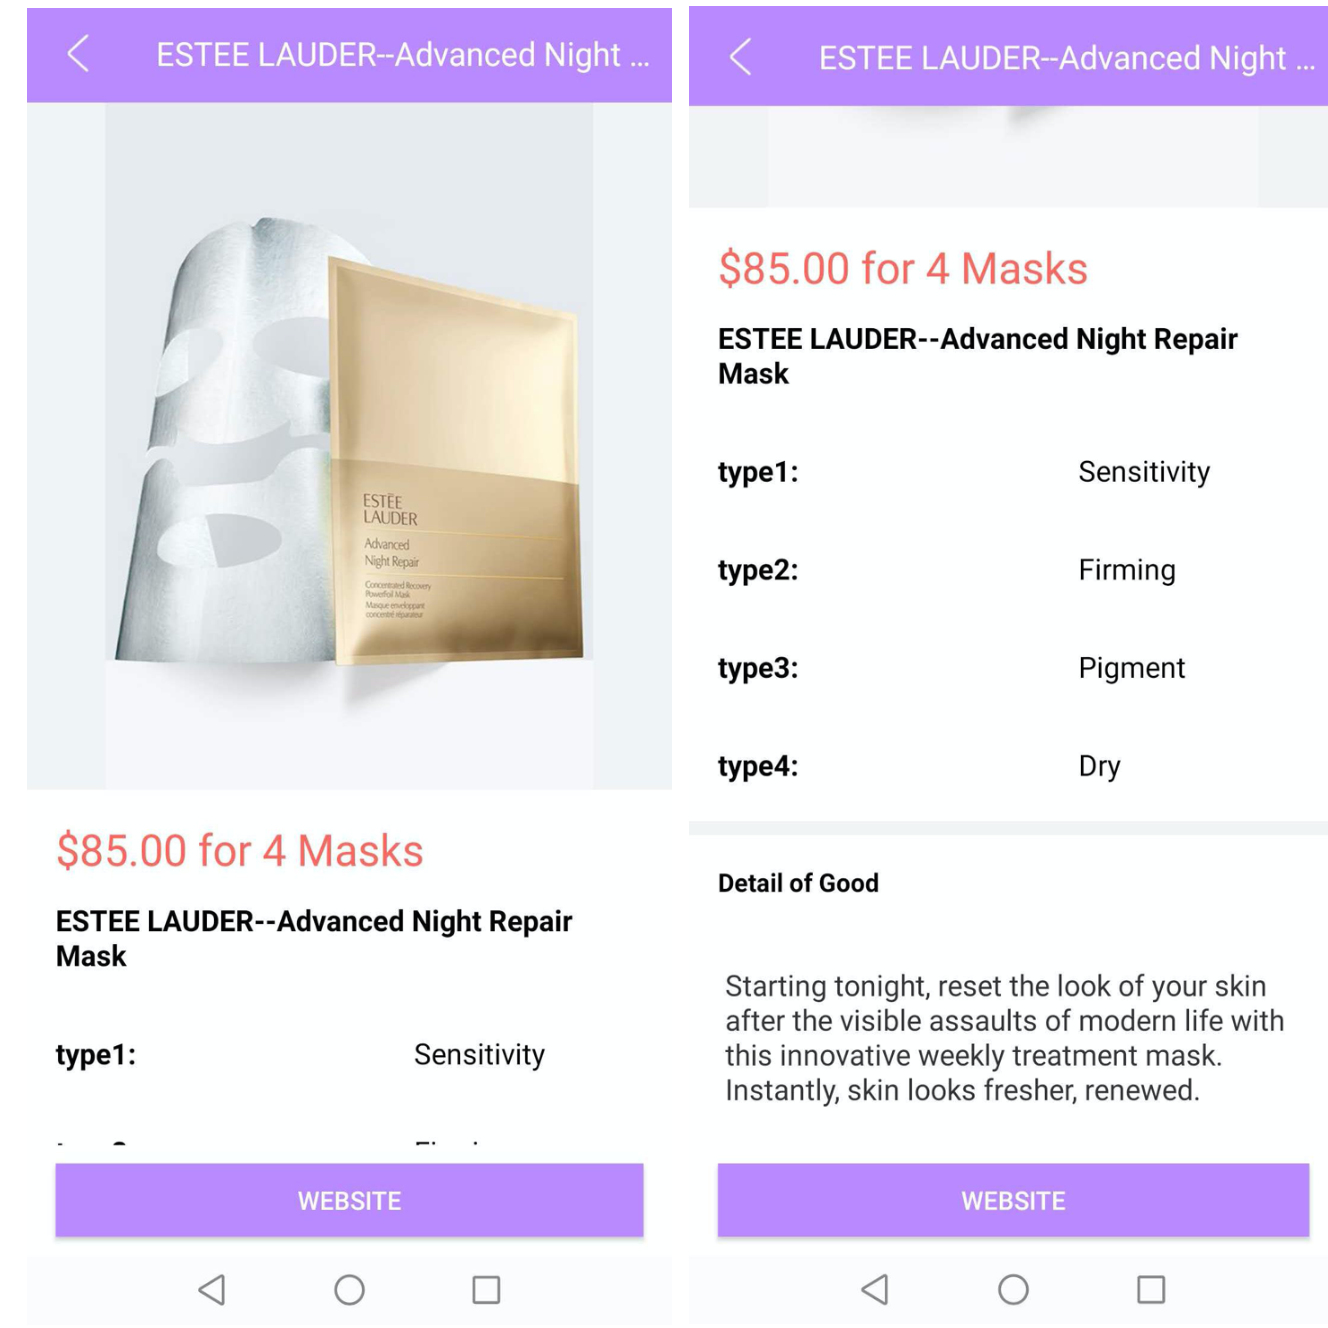 ESTEE LAUDER--Advanced Night ...
ESTĒE
LAUDER
Advanced
Night Repair
Concentrated Recovery
PowerFoil Mask
Masque enveloppant
concentré réparateur
$85.00 for 4 Masks
ESTEE LAUDER--Advanced Night Repair
Mask
type1: Sensitivity
WEBSITE
ESTEE LAUDER--Advanced Night ...
$85.00 for 4 Masks
ESTEE LAUDER--Advanced Night Repair
Mask
type1: Sensitivity
type2: Firming
type3: Pigment
type4: Dry
Detail of Good
Starting tonight, reset the look of your skin
after the visible assaults of modern life with
this innovative weekly treatment mask.
Instantly, skin looks fresher, renewed.
WEBSITE